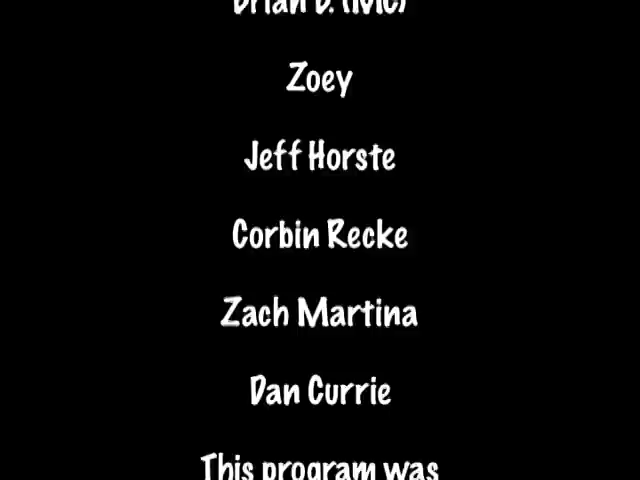 Brian D. (MC)
Zoey
Jeff Horste
Corbin Recke
Zach Martina
Dan Currie
This program was